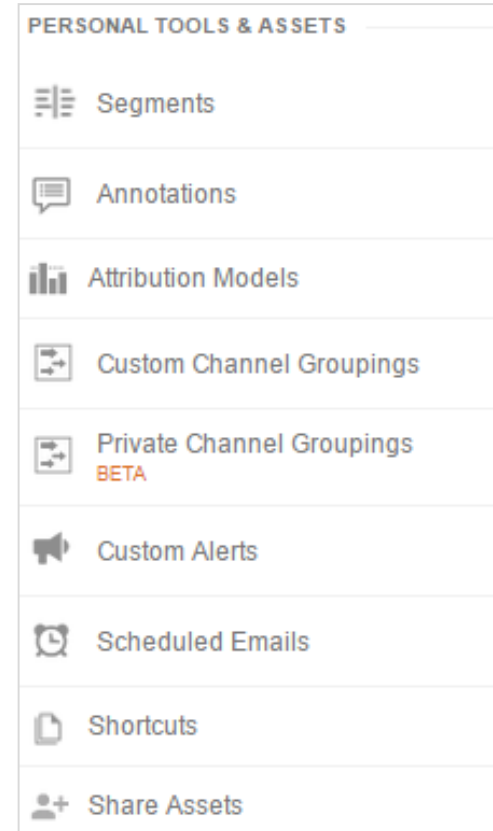 PERSONAL TOOLS & ASSETS
Segments
Annotations
Attribution Models
Custom Channel Groupings
Private Channel Groupings
BETA
Custom Alerts
Scheduled Emails
Shortcuts
Share Assets